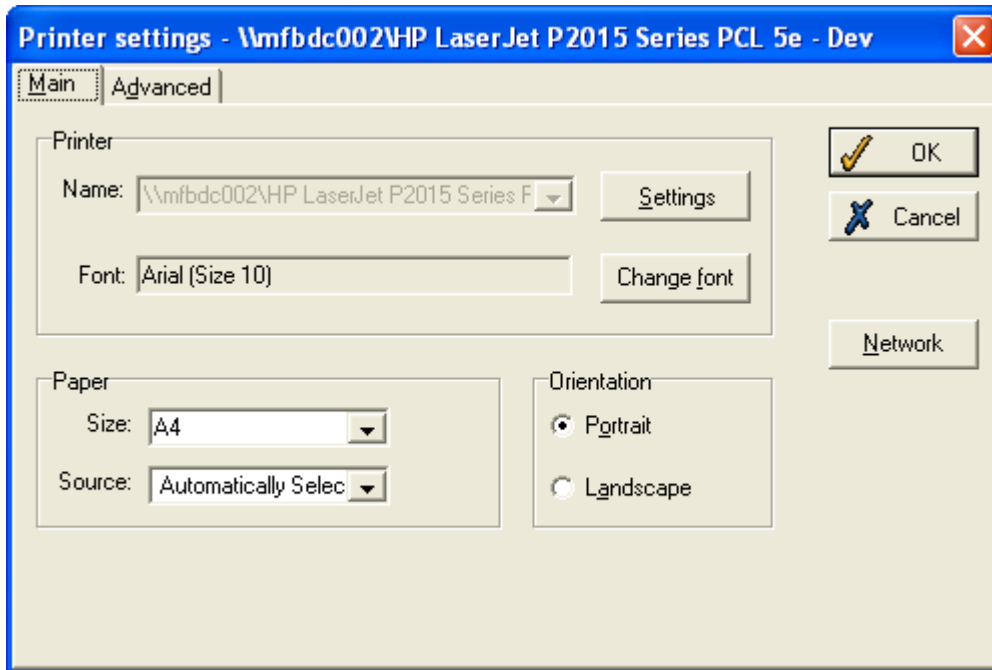 Printer settings - \\mfbdc002\HP LaserJet P2015 Series PCL 5e - Dev
Main Advanced
Printer
Name: \\mfbdc002\HP LaserJet P2015 Series F Settings
Font: Arial (Size 10) Change font
OK
Cancel
Network
Paper
Size: A4
Source: Automatically Selec
Orientation
Portrait
Landscape